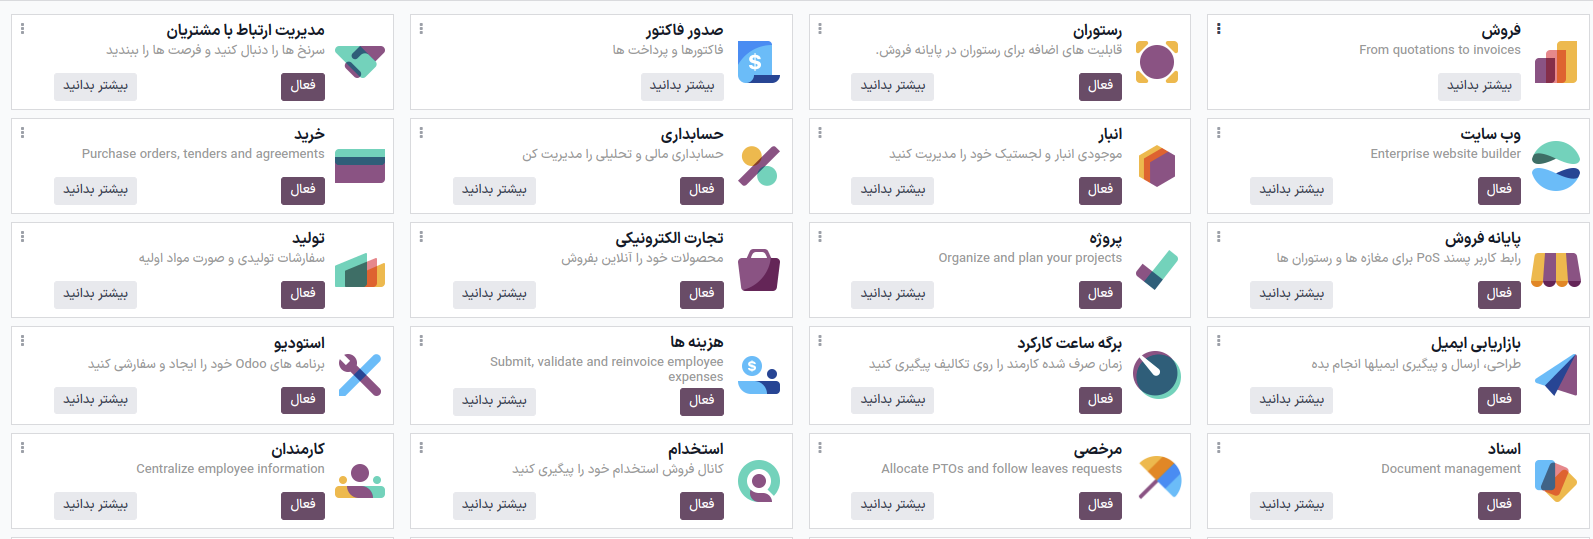 فروش
From quotations to invoices
بیشتر بدانید
رستوران
قابلیت های اضافه برای رستوران در پایانه فروش.
فعال
بیشتر بدانید
صدور فاکتور
فاکتورها و پرداخت ها
بیشتر بدانید
مدیریت ارتباط با مشتریان
سرنخ ها را دنبال کنید و فرصت ها را ببندید
فعال
بیشتر بدانید
وب سایت
Enterprise website builder
فعال
بیشتر بدانید
انبار
موجودی انبار و لجستیک خود را مدیریت کنید
فعال
بیشتر بدانید
حسابداری
حسابداری مالی و تحلیلی را مدیریت کن
فعال
بیشتر بدانید
خرید
Purchase orders, tenders and agreements
فعال
بیشتر بدانید
پایانه فروش
رابط کاربر پسند PoS برای مغازه ها و رستوران ها
فعال
بیشتر بدانید
پروژه
Organize and plan your projects
فعال
بیشتر بدانید
تجارت الکترونیکی
محصولات خود را آنلاین بفروش
فعال
بیشتر بدانید
تولید
سفارشات تولیدی و صورت مواد اولیه
فعال
بیشتر بدانید
بازاریابی ایمیل
طراحی، ارسال و پیگیری ایمیلها انجام بده
فعال
بیشتر بدانید
برگه ساعت کارکرد
زمان صرف شده کارمند را روی تکالیف پیگیری کنید
فعال
بیشتر بدانید
هزینه ها
Submit, validate and reinvoice employee
expenses
فعال
بیشتر بدانید
استودیو
برنامه های Odoo خود را ایجاد و سفارشی کنید
فعال
بیشتر بدانید
اسناد
Document management
فعال
بیشتر بدانید
مرخصی
Allocate PTOs and follow leaves requests
فعال
بیشتر بدانید
استخدام
کانال فروش استخدام خود را پیگیری کنید
فعال
بیشتر بدانید
کارمندان
Centralize employee information
فعال
بیشتر بدانید